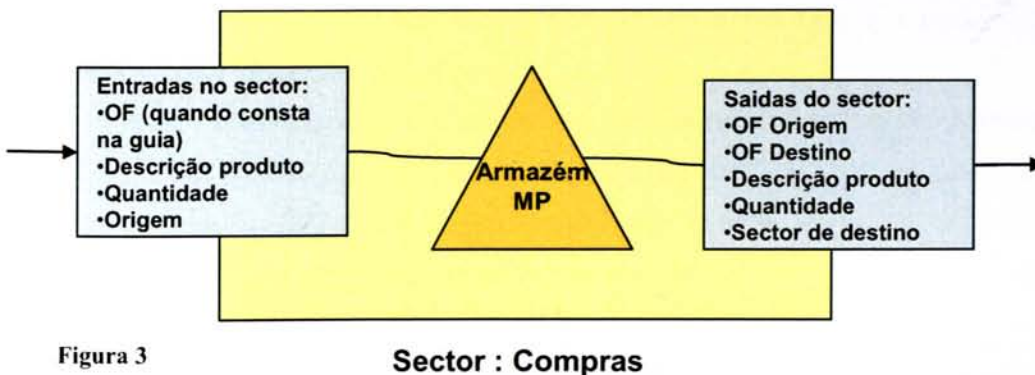 Entradas no sector:
•OF (quando consta
na guia)
•Descrição produto
•Quantidade
•Origem
Armazém
MP
Saidas do sector:
•OF Origem
•OF Destino
•Descrição produto
•Quantidade
•Sector de destino
Figura 3
Sector : Compras